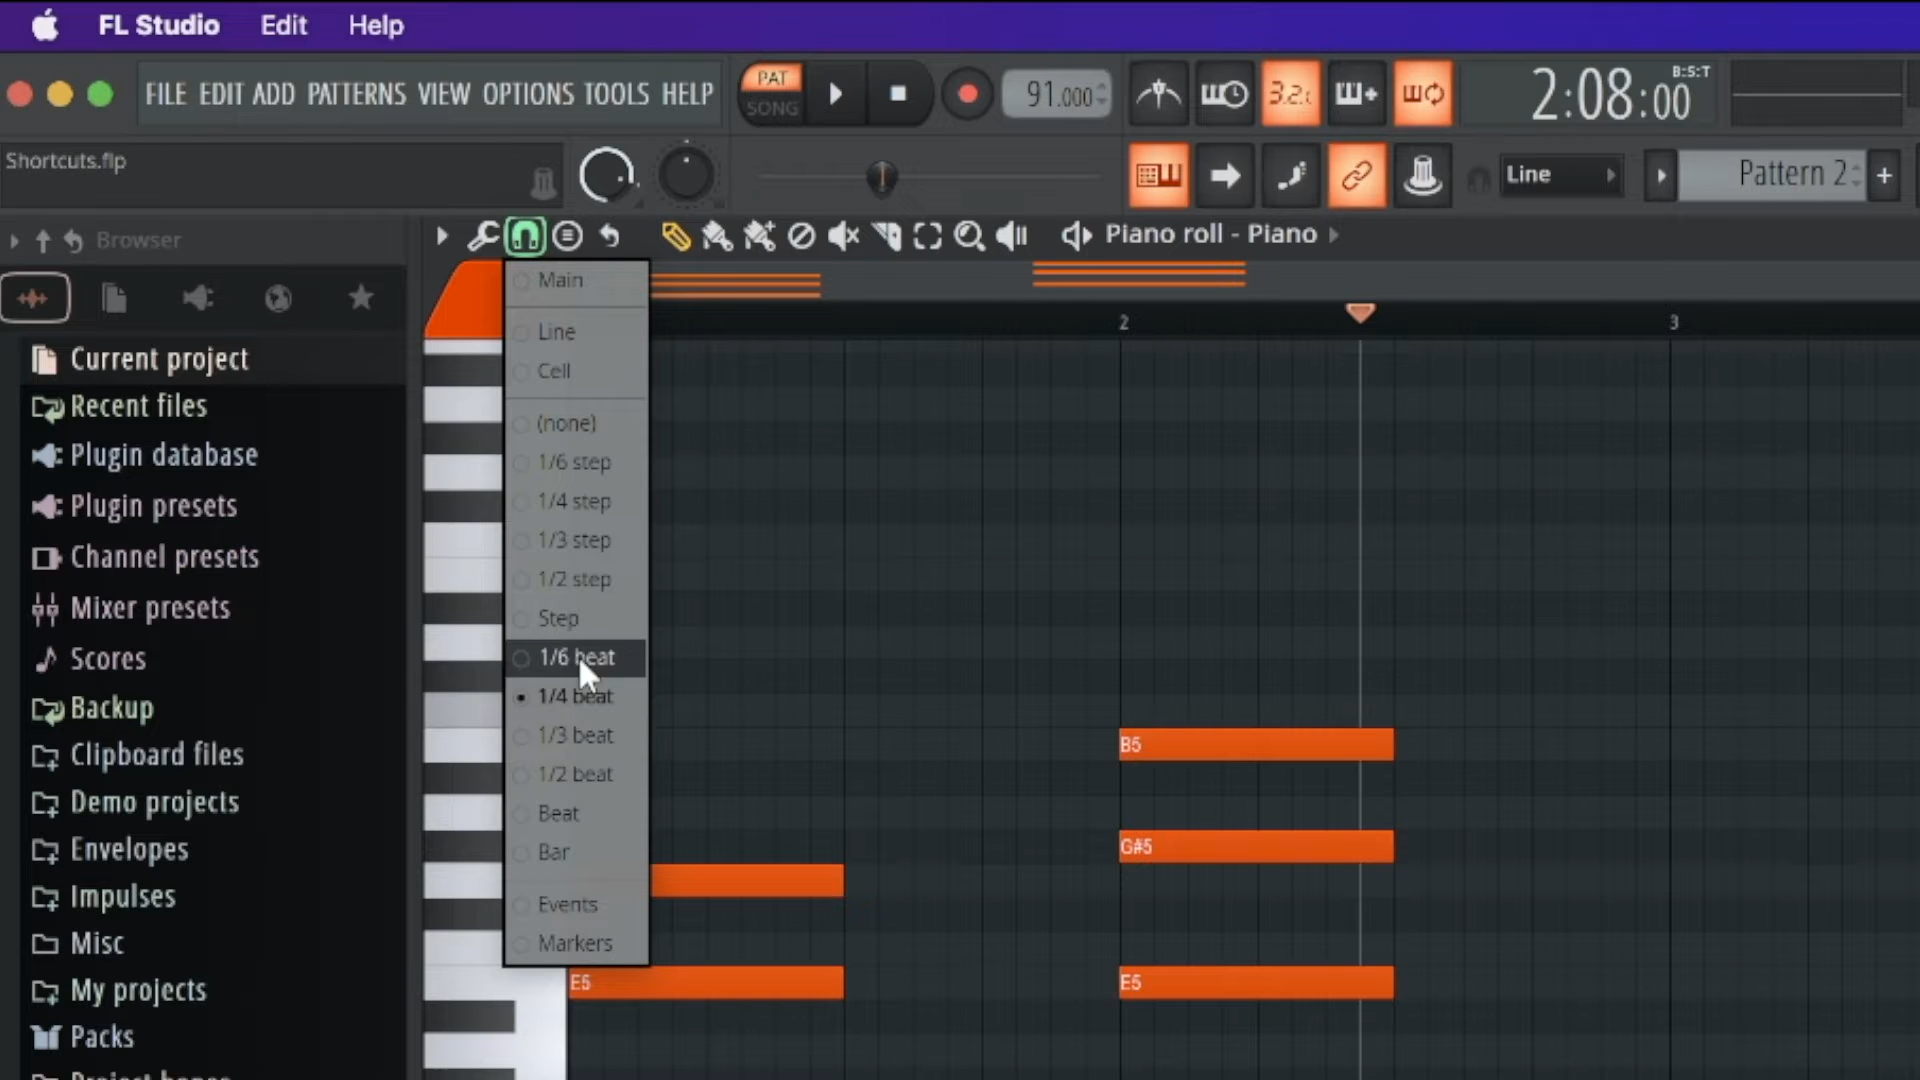 FL Studio Edit Help
FILE EDIT ADD PATTERNS VIEW OPTIONS TOOLS HELP
PAT
SONG
91.000
3.2
2:08:00
B:S:T
Shortcuts.flp
Line
Pattern 2
+
Browser
Piano roll - Piano
Main
Line
Cell
(none)
1/6 step
1/4 step
1/3 step
1/2 step
Step
1/6 beat
1/4 beat
1/3 beat
1/2 beat
Beat
Bar
Events
Markers
2
3
Current project
Recent files
Plugin database
Plugin presets
Channel presets
Mixer presets
Scores
Backup
Clipboard files
Demo projects
Envelopes
Impulses
Misc
My projects
Packs
B5
G#5
E5
E5